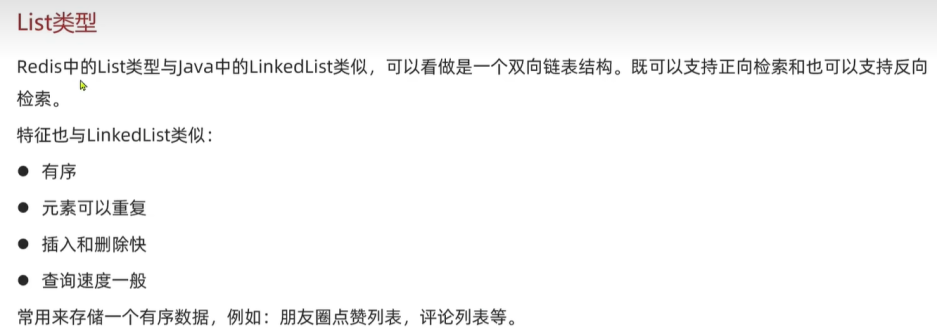 List类型
Redis中的List类型与Java中的LinkedList类似，可以看做是一个双向链表结构。既可以支持正向检索和也可以支持反向
检索。
特征也与LinkedList类似：
● 有序
● 元素可以重复
● 插入和删除快
● 查询速度一般
常用来存储一个有序数据，例如：朋友圈点赞列表，评论列表等。